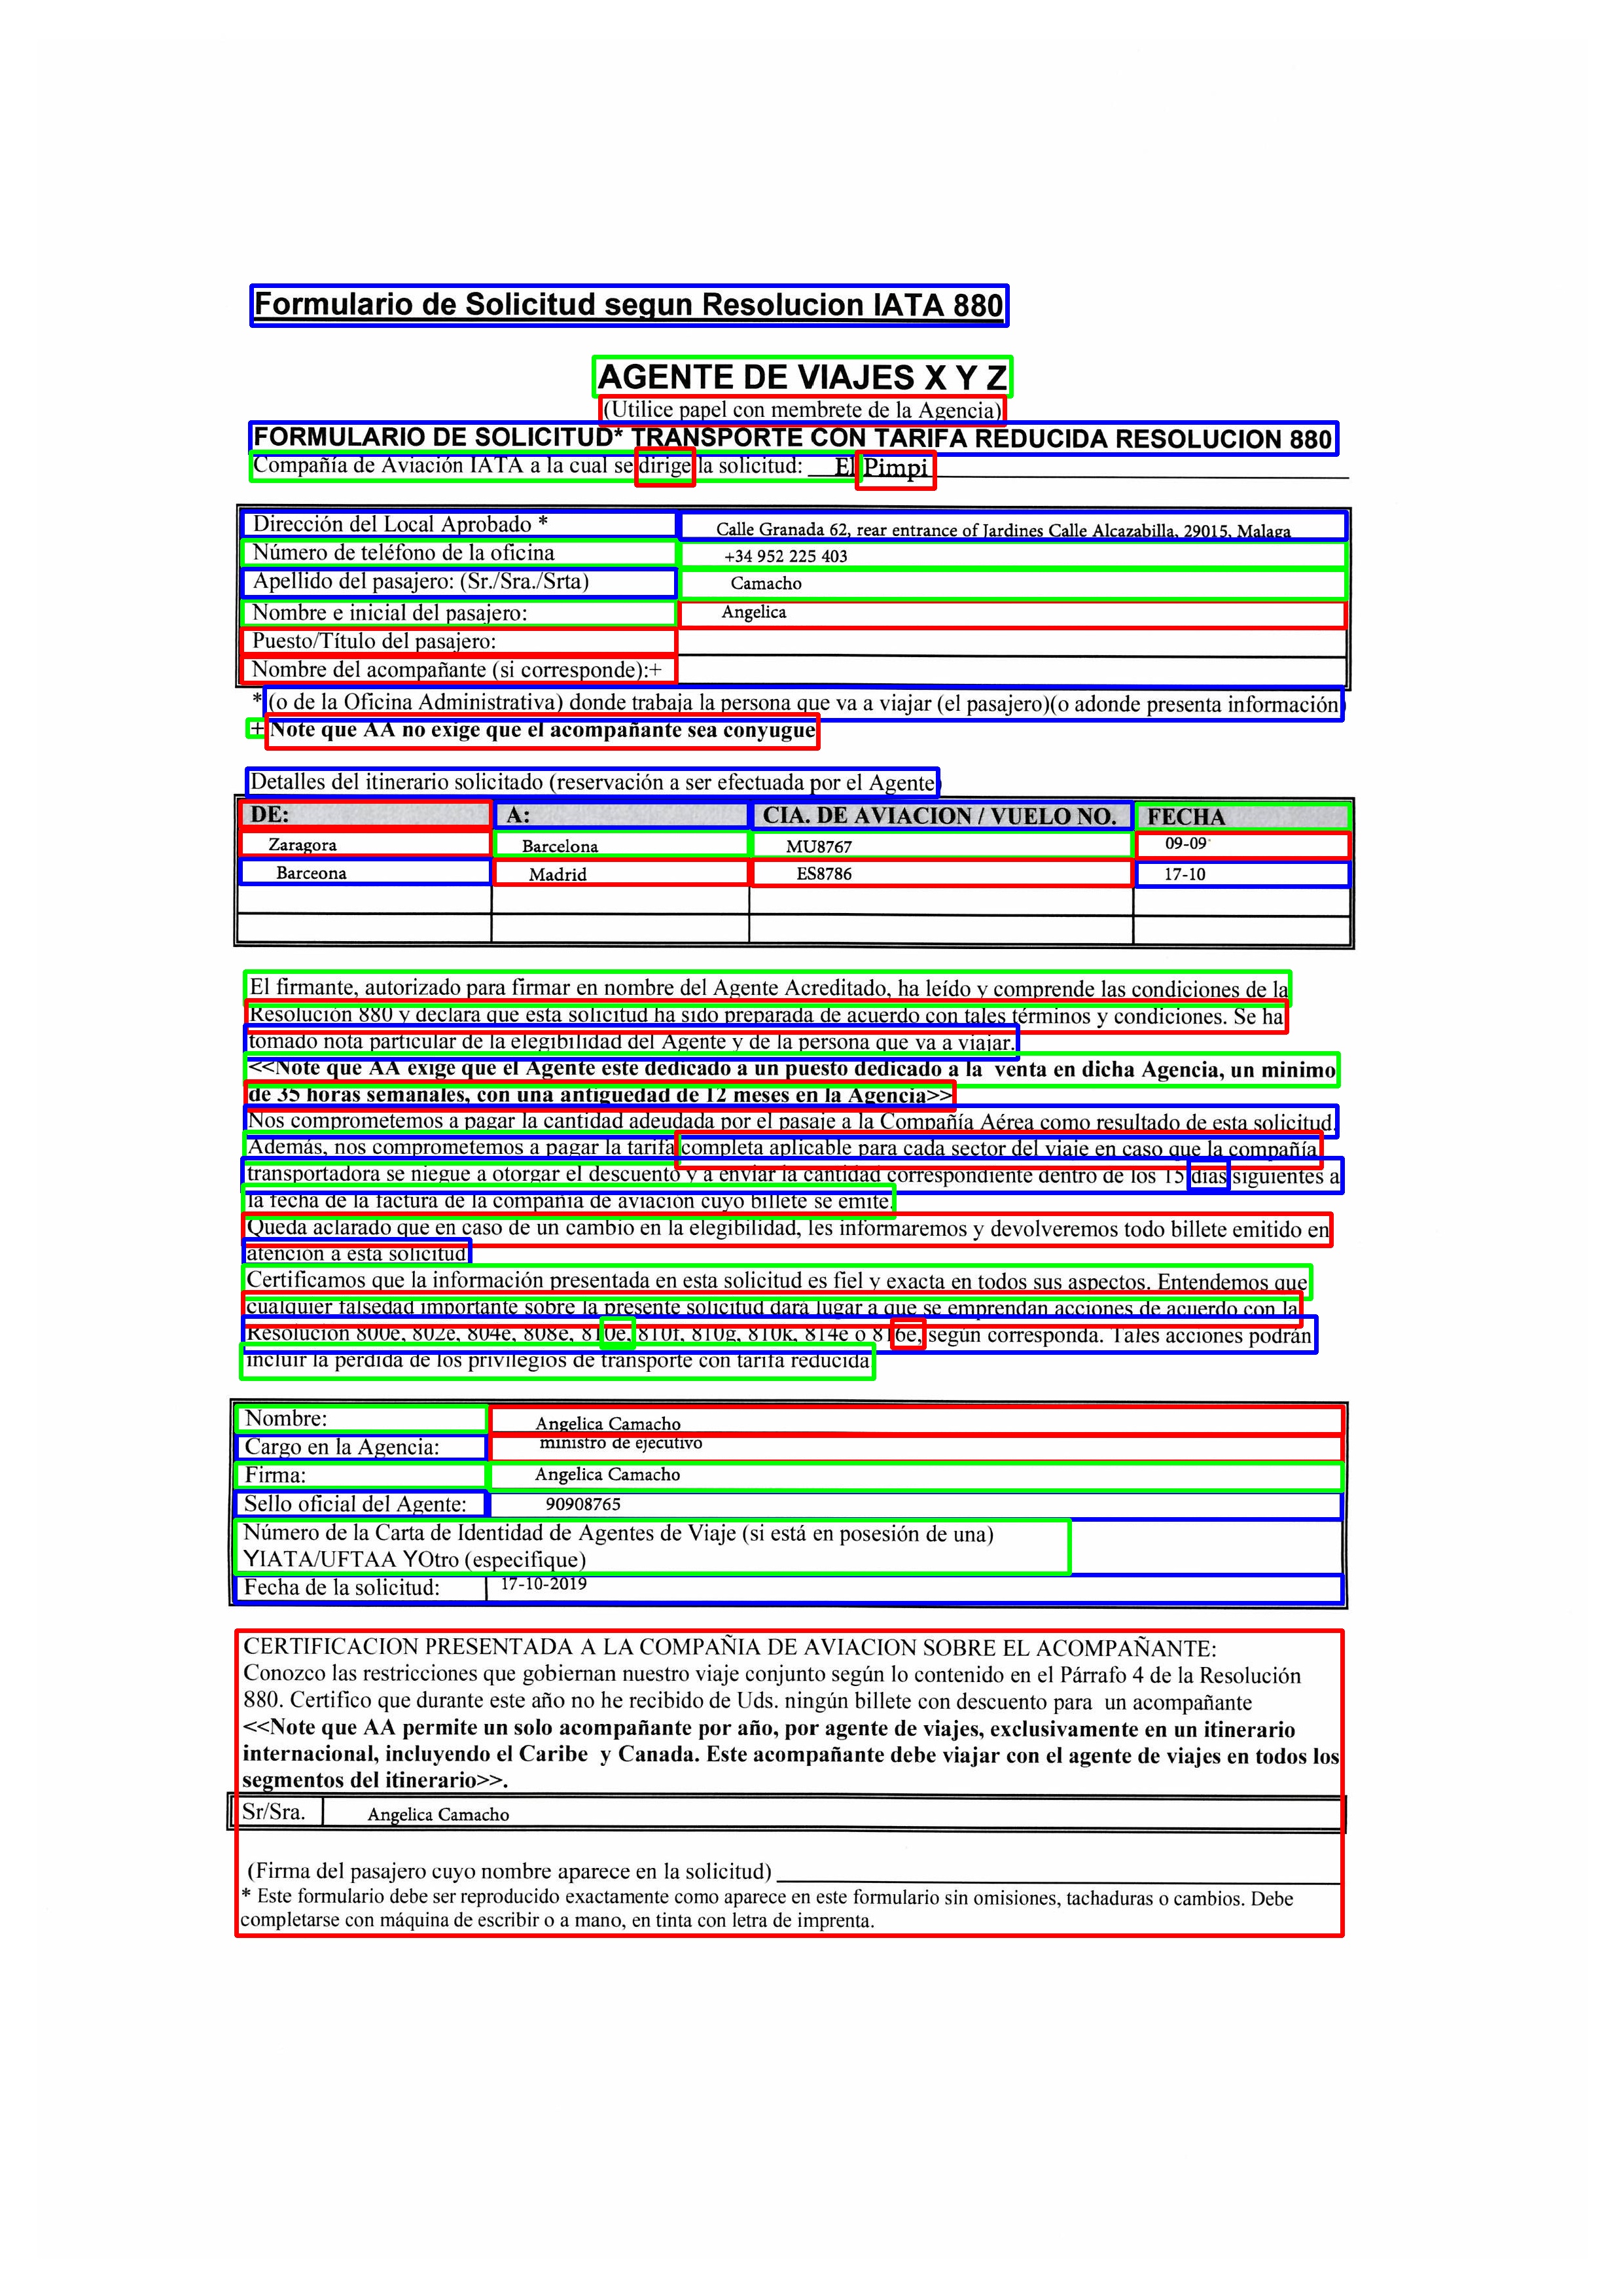 Formulario de Solicitud segun Resolucion IATA 880
AGENTE DE VIAJES X Y Z
(Utilice papel con membrete de la Agencia)
FORMULARIO DE SOLICITUD* TRANSPORTE CON TARIFA REDUCIDA RESOLUCION 880
Compañía de Aviación IATA a la cual se dirige la solicitud: El Pimpi
Dirección del Local Aprobado * Calle Granada 62, rear entrance of Jardines Calle Alcazabilla, 29015, Malaga
Número de teléfono de la oficina +34 952 225 403
Apellido del pasajero: (Sr./Sra./Srta) Camacho
Nombre e inicial del pasajero: Angelica
Puesto/Título del pasajero:
Nombre del acompañante (si corresponde):+
* (o de la Oficina Administrativa) donde trabaja la persona que va a viajar (el pasajero)(o adonde presenta información)
+ Note que AA no exige que el acompañante sea conyugue
Detalles del itinerario solicitado (reservación a ser efectuada por el Agente)
DE: A: CIA. DE AVIACION / VUELO NO. FECHA
Zaragora Barcelona MU8767 09-09
Barceona Madrid ES8786 17-10
El firmante, autorizado para firmar en nombre del Agente Acreditado, ha leído y comprende las condiciones de la
Resolución 880 y declara que esta solicitud ha sido preparada de acuerdo con tales términos y condiciones. Se ha
tomado nota particular de la elegibilidad del Agente y de la persona que va a viajar.
<<Note que AA exige que el Agente este dedicado a un puesto dedicado a la venta en dicha Agencia, un minimo
de 35 horas semanales, con una antiguedad de 12 meses en la Agencia>>
Nos comprometemos a pagar la cantidad adeudada por el pasaje a la Compañía Aérea como resultado de esta solicitud.
Además, nos comprometemos a pagar la tarifa completa aplicable para cada sector del viaje en caso que la compañía
transportadora se niegue a otorgar el descuento y a enviar la cantidad correspondiente dentro de los 15 días siguientes a
la fecha de la factura de la compañía de aviación cuyo billete se emite.
Queda aclarado que en caso de un cambio en la elegibilidad, les informaremos y devolveremos todo billete emitido en
atención a esta solicitud
Certificamos que la información presentada en esta solicitud es fiel y exacta en todos sus aspectos. Entendemos que
cualquier falsedad importante sobre la presente solicitud dará lugar a que se emprendan acciones de acuerdo con la
Resolución 800e, 802e, 804e, 808e, 810e, 810f, 810g, 810k, 814e o 816e, según corresponda. Tales acciones podrán
incluir la pérdida de los privilegios de transporte con tarifa reducida
Nombre: Angelica Camacho
Cargo en la Agencia: ministro de ejecutivo
Firma: Angelica Camacho
Sello oficial del Agente: 90908765
Número de la Carta de Identidad de Agentes de Viaje (si está en posesión de una)
YIATA/UFTAA YOtro (especifique)
Fecha de la solicitud: 17-10-2019
CERTIFICACION PRESENTADA A LA COMPAÑIA DE AVIACION SOBRE EL ACOMPAÑANTE:
Conozco las restricciones que gobiernan nuestro viaje conjunto según lo contenido en el Párrafo 4 de la Resolución
880. Certifico que durante este año no he recibido de Uds. ningún billete con descuento para un acompañante
<<Note que AA permite un solo acompañante por año, por agente de viajes, exclusivamente en un itinerario
internacional, incluyendo el Caribe y Canada. Este acompañante debe viajar con el agente de viajes en todos los
segmentos del itinerario>>.
Sr/Sra. Angelica Camacho
(Firma del pasajero cuyo nombre aparece en la solicitud)
* Este formulario debe ser reproducido exactamente como aparece en este formulario sin omisiones, tachaduras o cambios. Debe
completarse con máquina de escribir o a mano, en tinta con letra de imprenta.